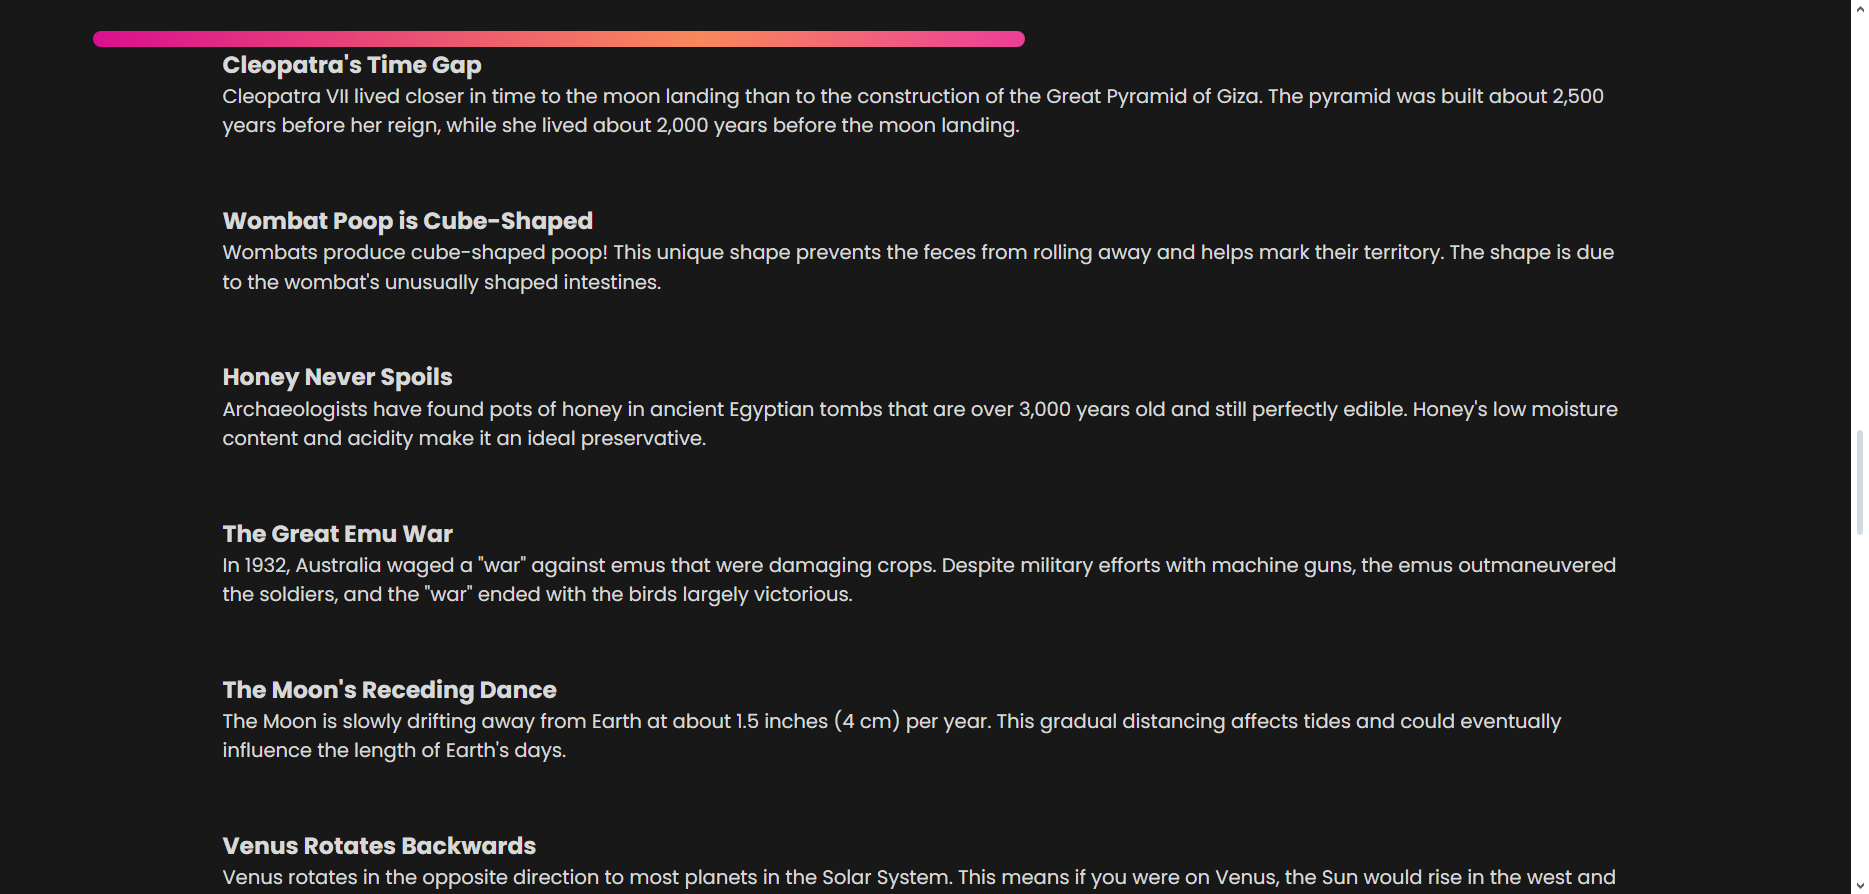 Cleopatra's Time Gap
Cleopatra VII lived closer in time to the moon landing than to the construction of the Great Pyramid of Giza. The pyramid was built about 2,500
years before her reign, while she lived about 2,000 years before the moon landing.
Wombat Poop is Cube-Shaped
Wombats produce cube-shaped poop! This unique shape prevents the feces from rolling away and helps mark their territory. The shape is due
to the wombat's unusually shaped intestines.
Honey Never Spoils
Archaeologists have found pots of honey in ancient Egyptian tombs that are over 3,000 years old and still perfectly edible. Honey's low moisture
content and acidity make it an ideal preservative.
The Great Emu War
In 1932, Australia waged a "war" against emus that were damaging crops. Despite military efforts with machine guns, the emus outmaneuvered
the soldiers, and the "war" ended with the birds largely victorious.
The Moon's Receding Dance
The Moon is slowly drifting away from Earth at about 1.5 inches (4 cm) per year. This gradual distancing affects tides and could eventually
influence the length of Earth's days.
Venus Rotates Backwards
Venus rotates in the opposite direction to most planets in the Solar System. This means if you were on Venus, the Sun would rise in the west and